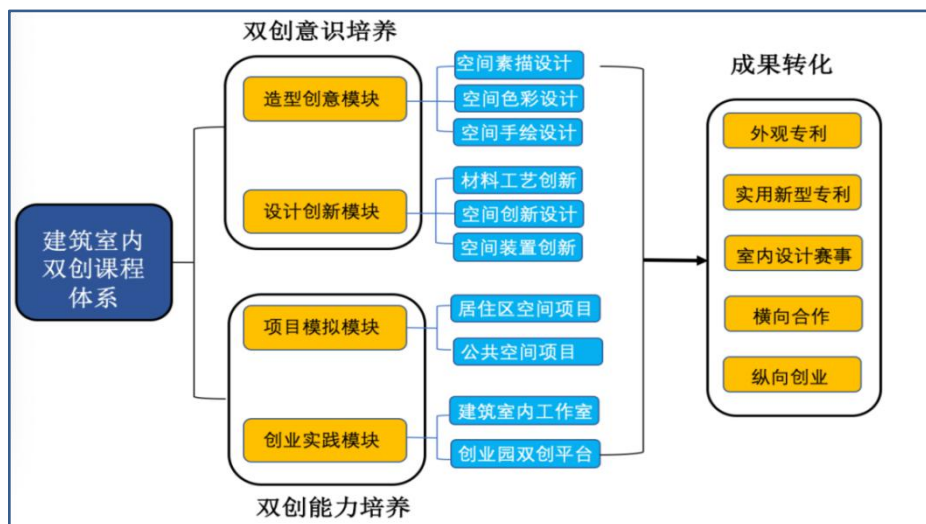 双创意识培养
造型创意模块
空间素描设计
空间色彩设计
空间手绘设计
设计创新模块
材料工艺创新
空间创新设计
空间装置创新
建筑室内
双创课程
体系
项目模拟模块
居住区空间项目
公共空间项目
创业实践模块
建筑室内工作室
创业园双创平台
双创能力培养
成果转化
外观专利
实用新型专利
室内设计赛事
横向合作
纵向创业